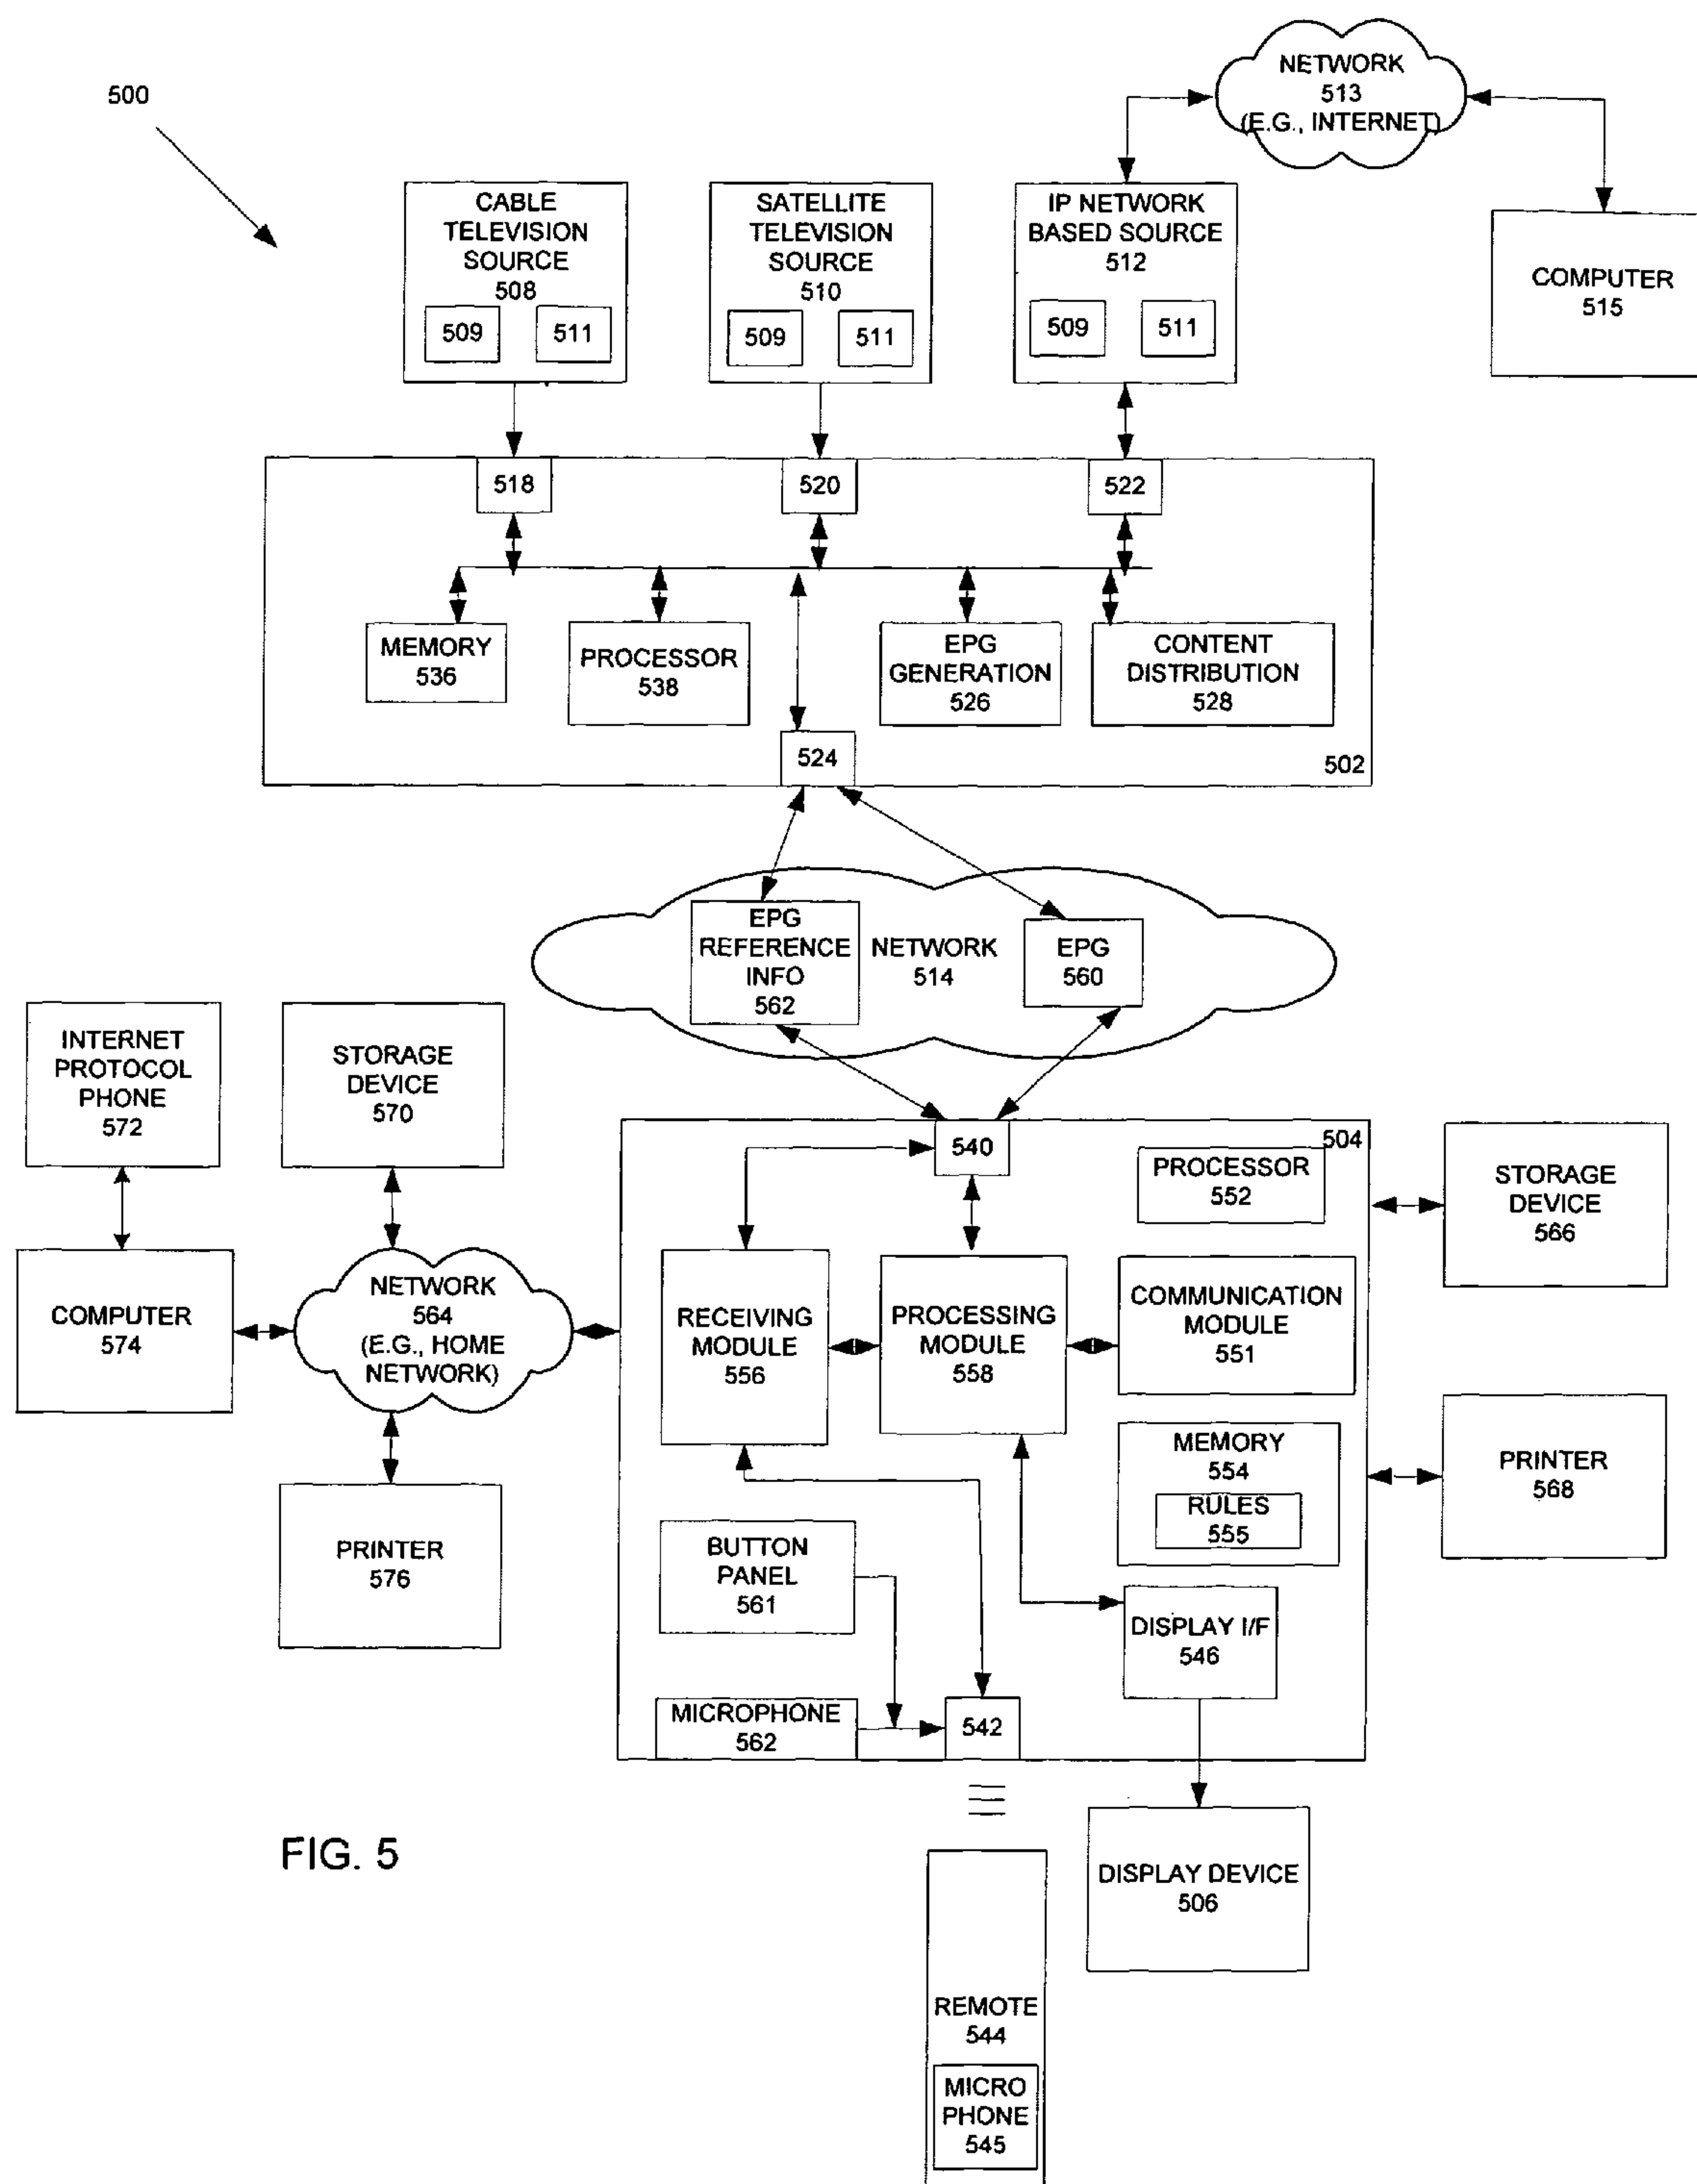 NETWORK
513
(E.G., INTERNET)
500
CABLE
TELEVISION
SOURCE
508
509
511
SATELLITE
TELEVISION
SOURCE
510
509
511
IP NETWORK
BASED SOURCE
512
509
511
COMPUTER
515
518
520
522
MEMORY
536
PROCESSOR
538
EPG
GENERATION
526
CONTENT
DISTRIBUTION
528
524
502
EPG
REFERENCE
INFO
562
NETWORK
514
EPG
560
INTERNET
PROTOCOL
PHONE
572
STORAGE
DEVICE
570
540
504
PROCESSOR
552
STORAGE
DEVICE
566
COMPUTER
574
NETWORK
564
(E.G., HOME
NETWORK)
RECEIVING
MODULE
556
PROCESSING
MODULE
558
COMMUNICATION
MODULE
551
MEMORY
554
RULES
555
PRINTER
568
PRINTER
576
BUTTON
PANEL
561
DISPLAY I/F
546
MICROPHONE
562
542
FIG. 5
DISPLAY DEVICE
506
REMOTE
544
MICRO
PHONE
545